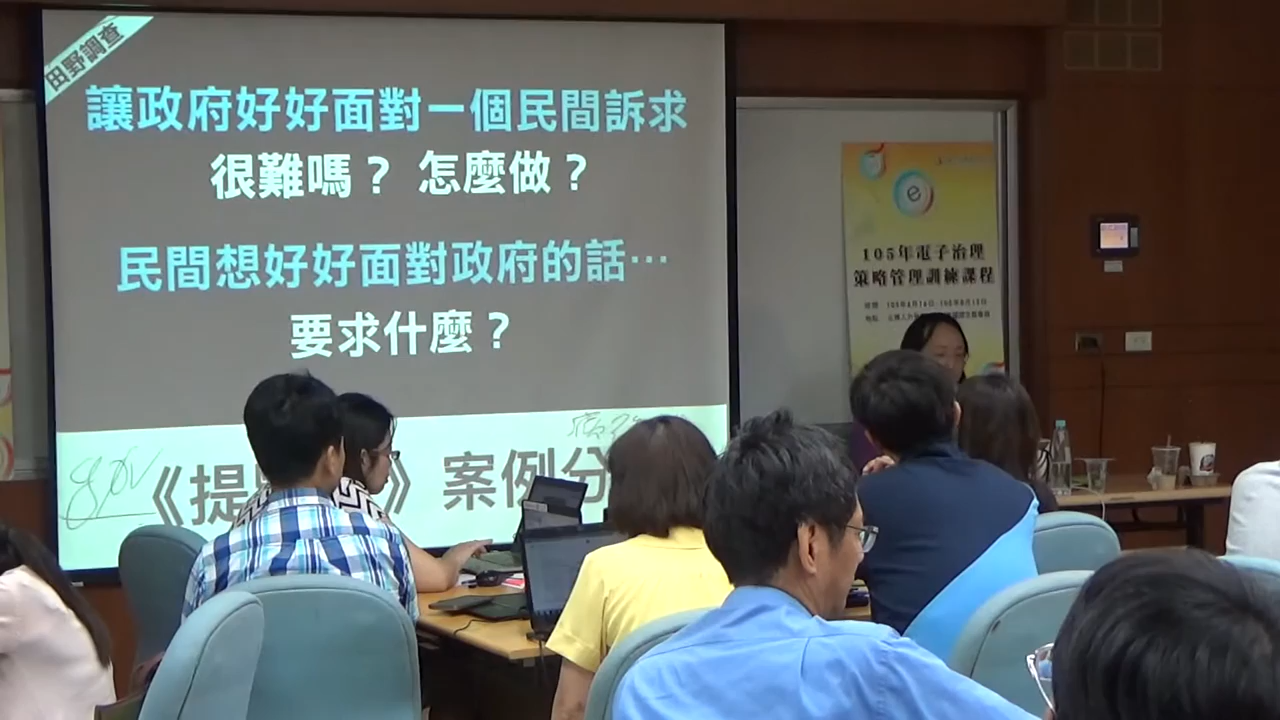 田野調查
讓政府好好面對一個民間訴求
很難嗎？ 怎麼做？
民間想好好面對政府的話…
要求什麼？
《提 》案例分
e
105年電子治理
策略管理訓練課程